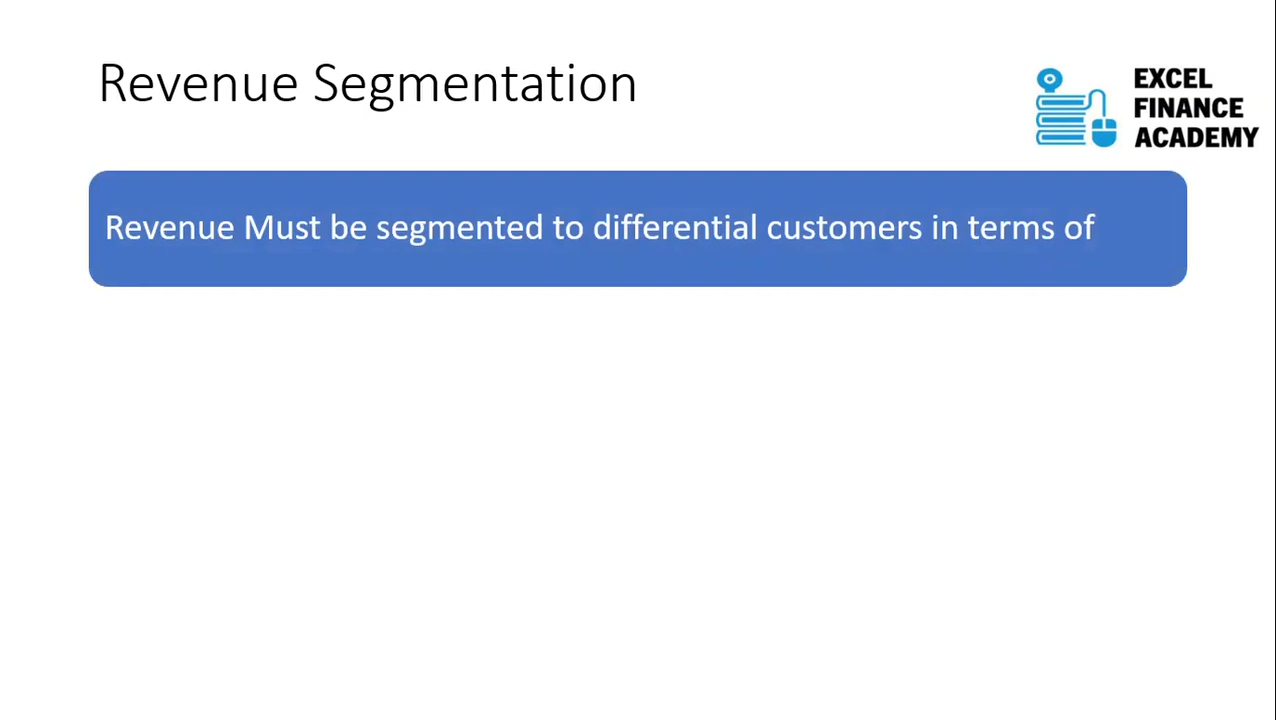 Revenue Segmentation
EXCEL
FINANCE
ACADEMY
Revenue Must be segmented to differential customers in terms of